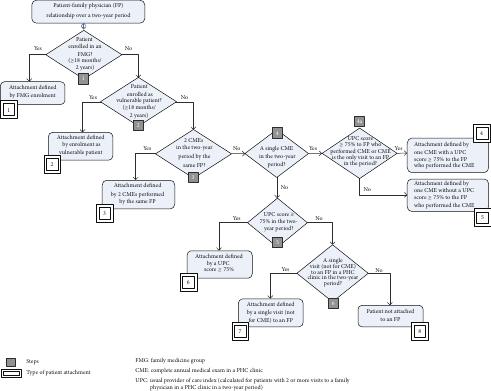 Patient-family physician (FP)
relationship over a two-year period
Patient
enrolled in an
FMG?
(≥18 months/
2 years)
Yes
No
1
Attachment defined
by FMG enrolment
1
Patient
enrolled as
vulnerable patient?
(≥18 months/
2 years)
Yes
No
2
Attachment defined
by enrolment as
vulnerable patient
2
2 CMEs
in the two-year
period by the
same FP?
Yes
No
3
Attachment defined
by 2 CMEs performed
by the same FP
3
4
A single CME
in the two-year
period?
Yes
No
4a
UPC score
≥ 75% to FP who
performed CME or CME
is the only visit to an FP
in the period?
Yes
No
4
Attachment defined by
one CME with a UPC
score ≥ 75% to the FP
who performed the CME
Attachment defined by
one CME without a UPC
score ≥ 75% to the FP
who performed the CME
5
UPC score ≥
75% in the two-
year period?
Yes
No
5
Attachment defined
by a UPC
score ≥ 75%
6
A single
visit (not for CME)
to an FP in a PHC
clinic in the two-year
period?
Yes
No
6
Attachment defined
by a single visit (not
for CME) to an FP
7
Patient not attached
to an FP
8
Steps
Type of patient attachment
FMG: family medicine group
CME: complete annual medical exam in a PHC clinic
UPC: usual provider of care index (calculated for patients with 2 or more visits to a family
physician in a PHC clinic in a two-year period)